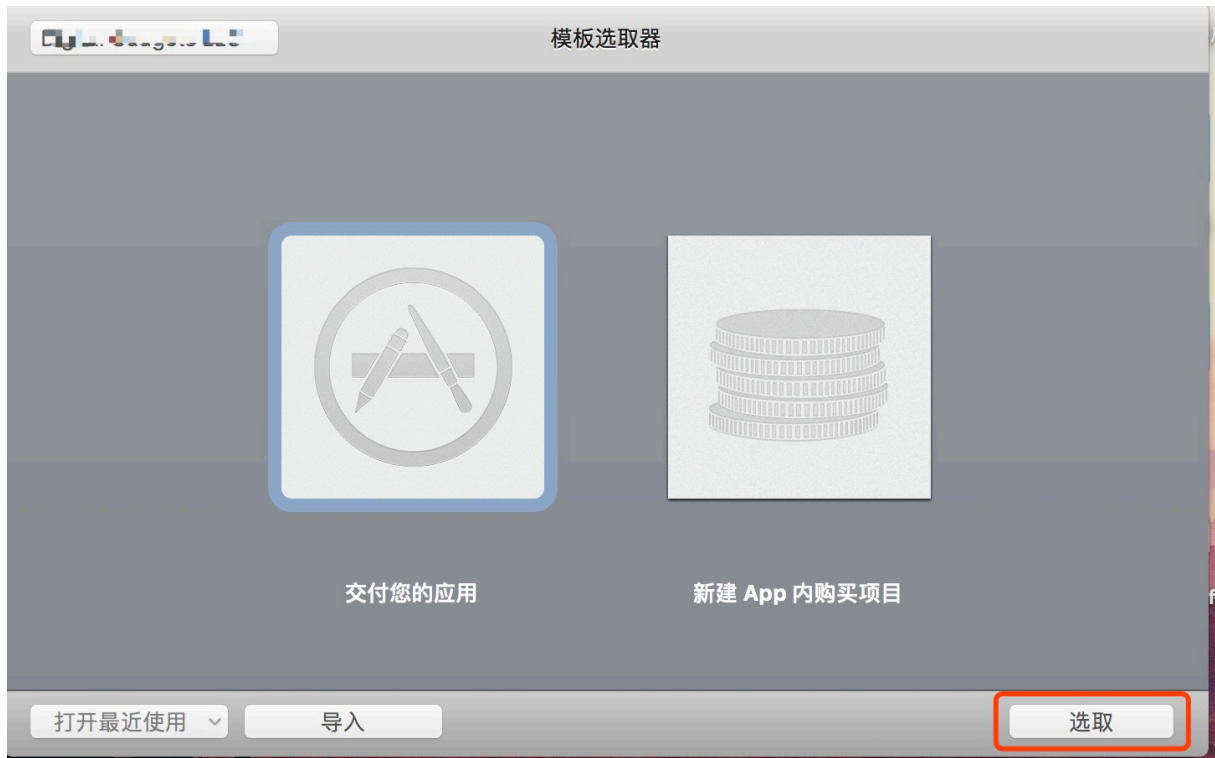 模板选取器
交付您的应用
新建 App 内购买项目
打开最近使用
导入
选取